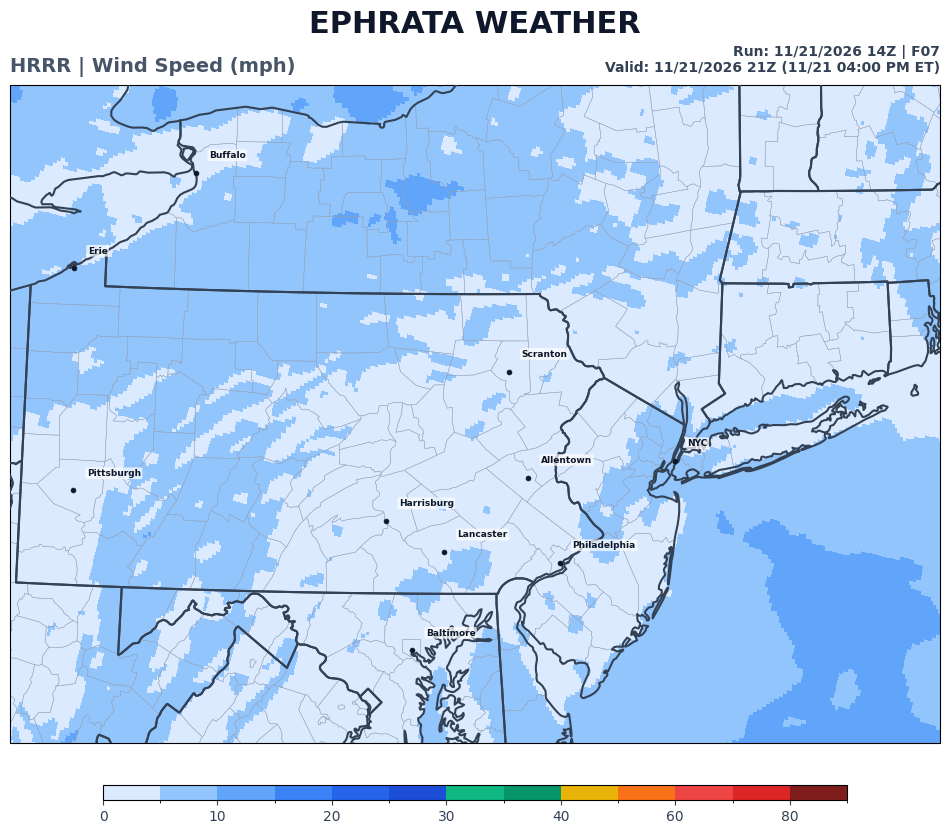 EPHRATA WEATHER
HRRR | Wind Speed (mph)
Run: 11/21/2026 14Z | F07
Valid: 11/21/2026 21Z (11/21 04:00 PM ET)
Buffalo
Erie
Scranton
NYC
Allentown
Pittsburgh
Harrisburg
Lancaster
Philadelphia
Baltimore
0 10 20 30 40 50 60 70 80